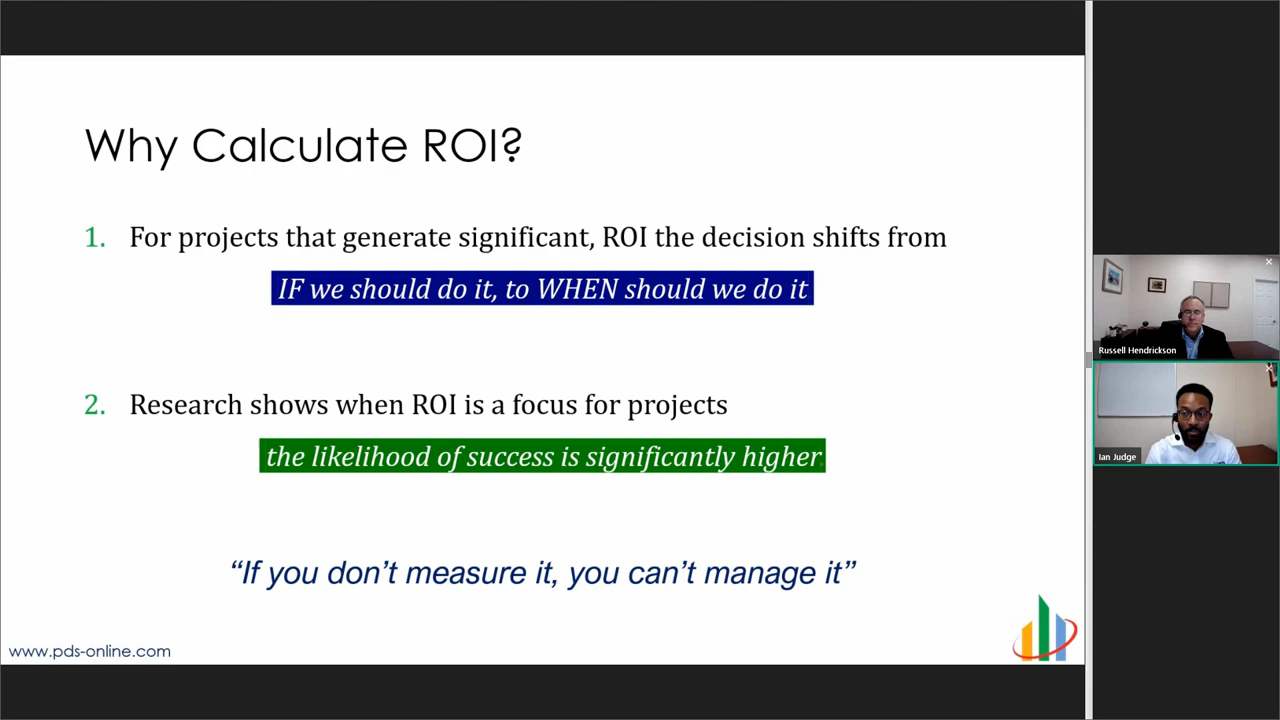 Why Calculate ROI?
1. For projects that generate significant, ROI the decision shifts from
IF we should do it, to WHEN should we do it
2. Research shows when ROI is a focus for projects
the likelihood of success is significantly higher.
“If you don’t measure it, you can’t manage it”
www.pds-online.com
Russell Hendrickson
Ian Judge